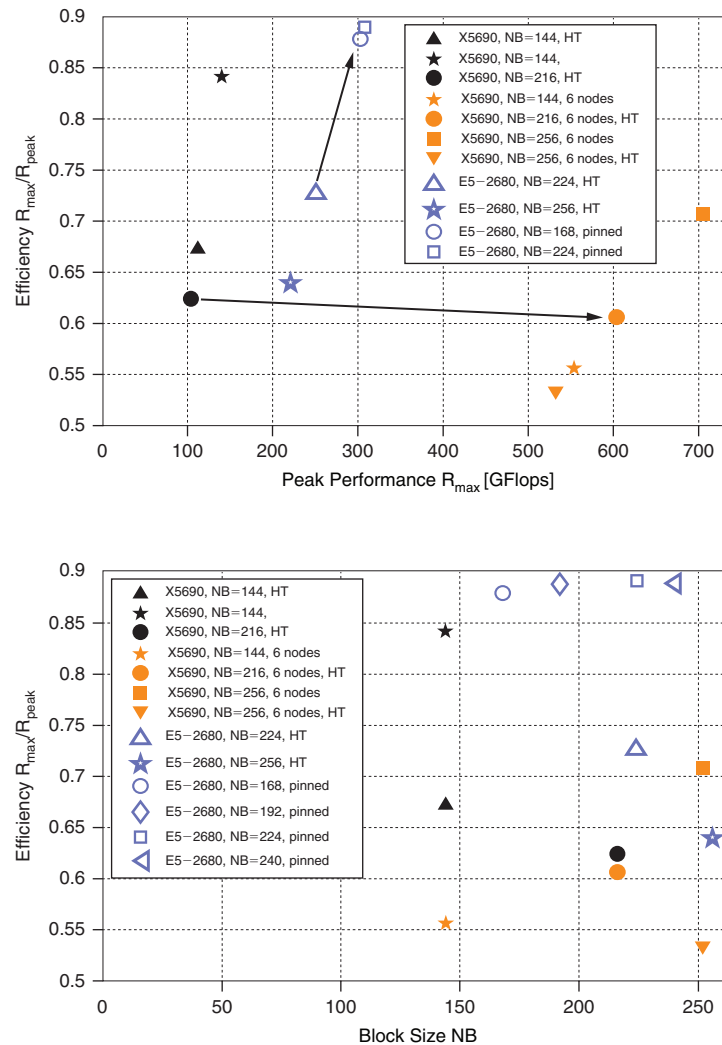 0.9
0.85
0.8
0.75
0.7
0.65
0.6
0.55
0.5
Efficiency R_max/R_peak
X5690, NB=144, HT
X5690, NB=144,
X5690, NB=216, HT
X5690, NB=144, 6 nodes
X5690, NB=216, 6 nodes, HT
X5690, NB=256, 6 nodes
X5690, NB=256, 6 nodes, HT
E5−2680, NB=224, HT
E5−2680, NB=256, HT
E5−2680, NB=168, pinned
E5−2680, NB=224, pinned
0 100 200 300 400 500 600 700
Peak Performance R_max [GFlops]
0.9
0.85
0.8
0.75
0.7
0.65
0.6
0.55
0.5
Efficiency R_max/R_peak
X5690, NB=144, HT
X5690, NB=144,
X5690, NB=216, HT
X5690, NB=144, 6 nodes
X5690, NB=216, 6 nodes, HT
X5690, NB=256, 6 nodes
X5690, NB=256, 6 nodes, HT
E5−2680, NB=224, HT
E5−2680, NB=256, HT
E5−2680, NB=168, pinned
E5−2680, NB=192, pinned
E5−2680, NB=224, pinned
E5−2680, NB=240, pinned
0 50 100 150 200 250
Block Size NB